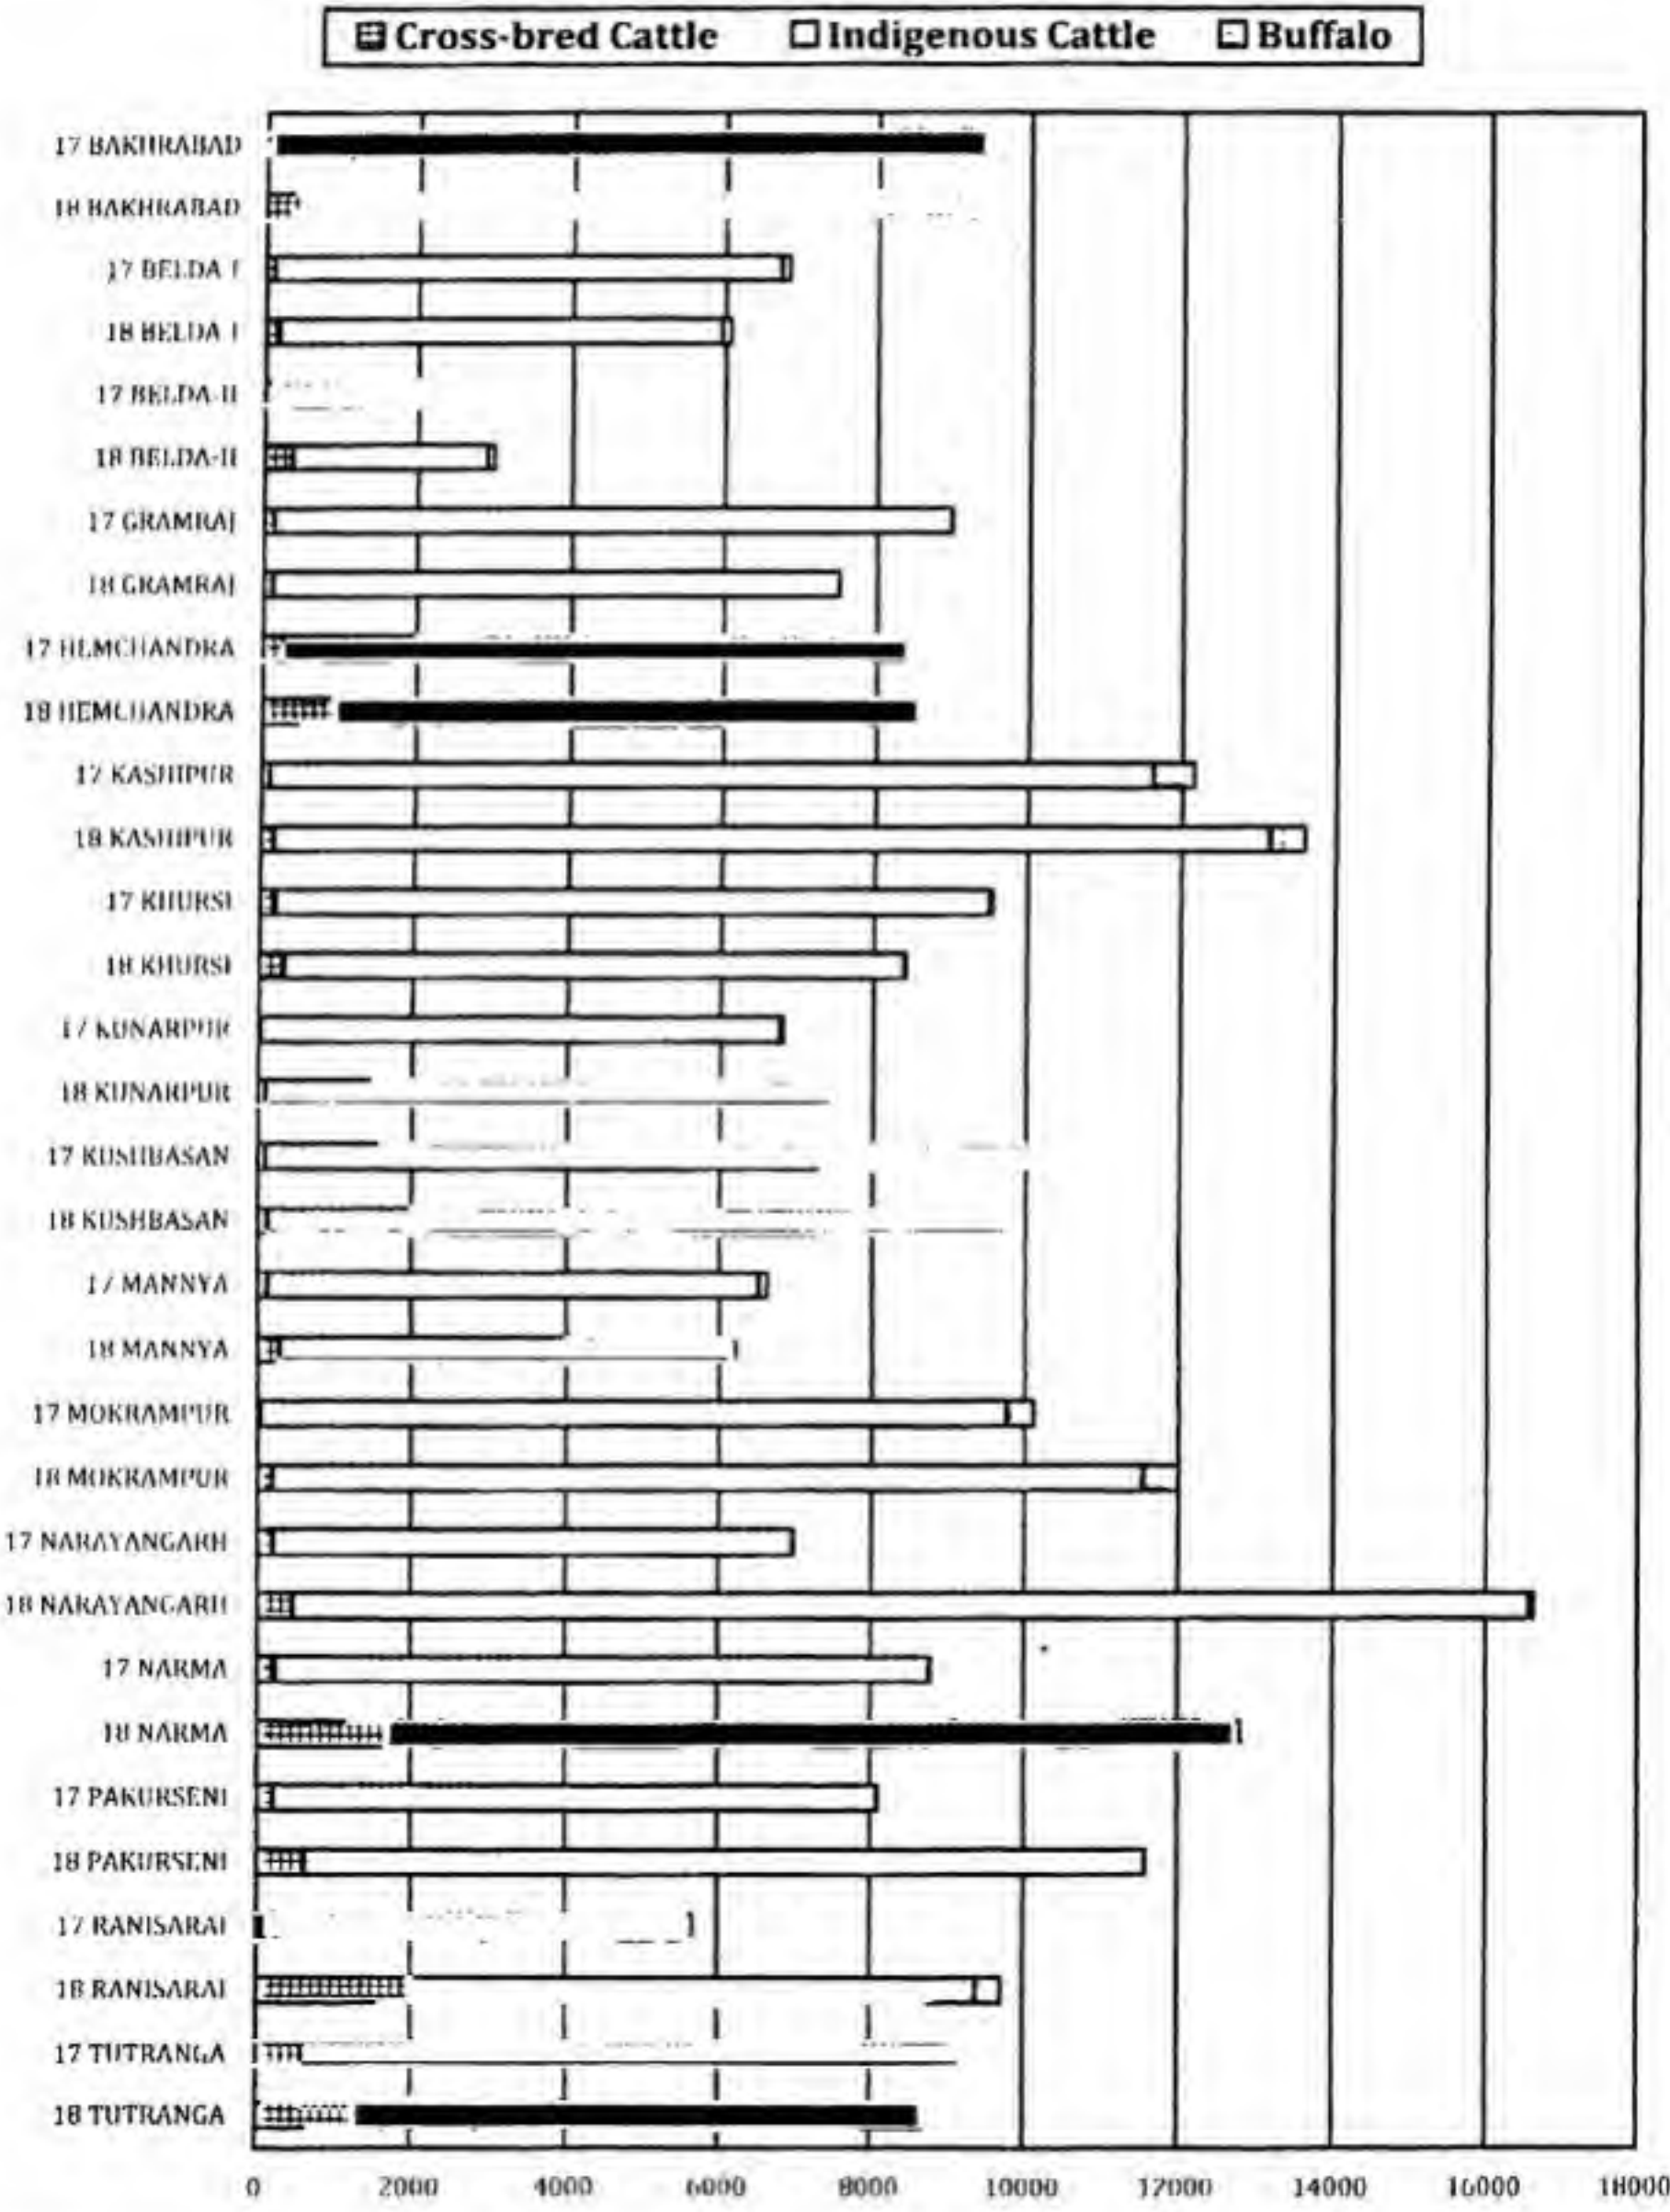 Cross-bred Cattle Indigenous Cattle Buffalo
17 BAKHRABAD
18 BAKHRABAD
17 BELDA I
18 BELDA I
17 BELDA-II
18 BELDA-II
17 GRAMRAJ
18 GRAMRAJ
17 HEMCHANDRA
18 HEMCHANDRA
17 KASHIPUR
18 KASHIPUR
17 KHURSI
18 KHURSI
17 KUNARPUR
18 KUNARPUR
17 KUSHBASAN
18 KUSHBASAN
17 MANNYA
18 MANNYA
17 MOKRAMPUR
18 MOKRAMPUR
17 NARAYANGARH
18 NARAYANGARH
17 NARMA
18 NARMA
17 PAKURSENI
18 PAKURSENI
17 RANISARAI
18 RANISARAI
17 TUTRANGA
18 TUTRANGA
0 2000 4000 6000 8000 10000 12000 14000 16000 18000